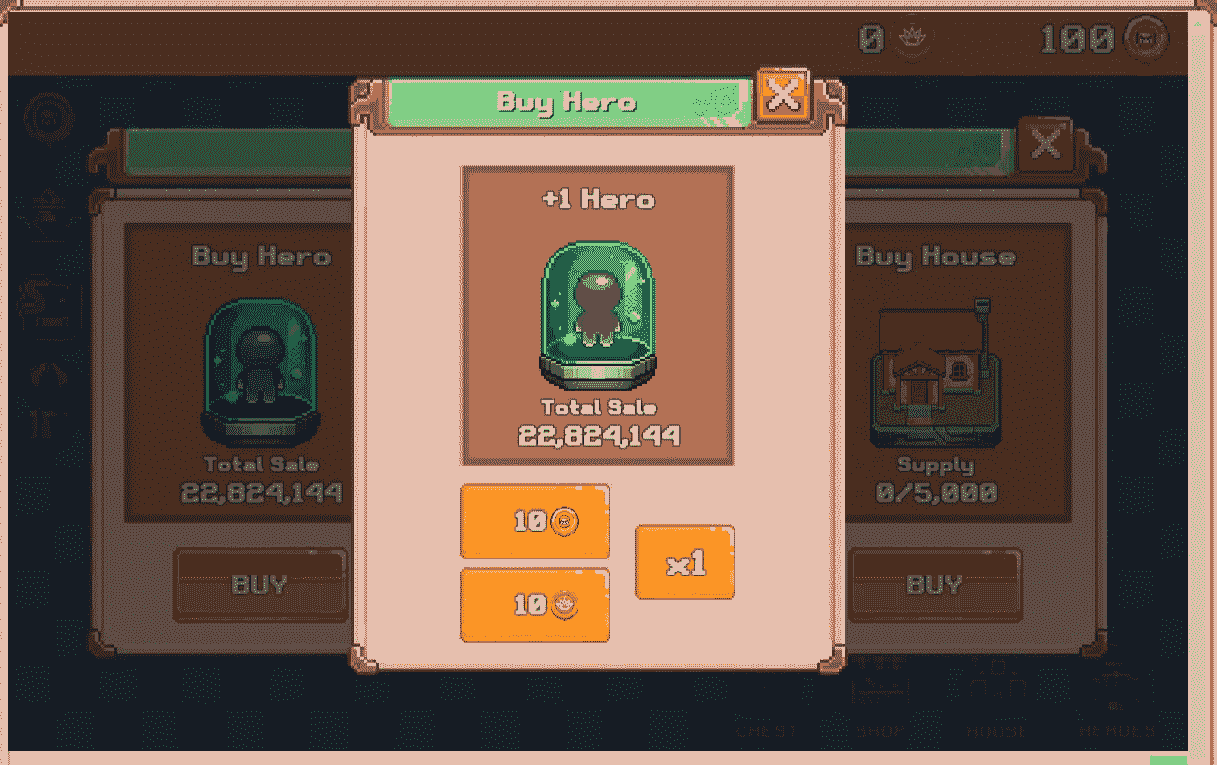 0
100
Buy Hero
+1 Hero
Total Sale
22,824,144
10
10
x1
Buy Hero
Total Sale
22,824,144
BUY
Buy House
Supply
0/5,000
BUY
CHEST SHOP HOUSE HEROES